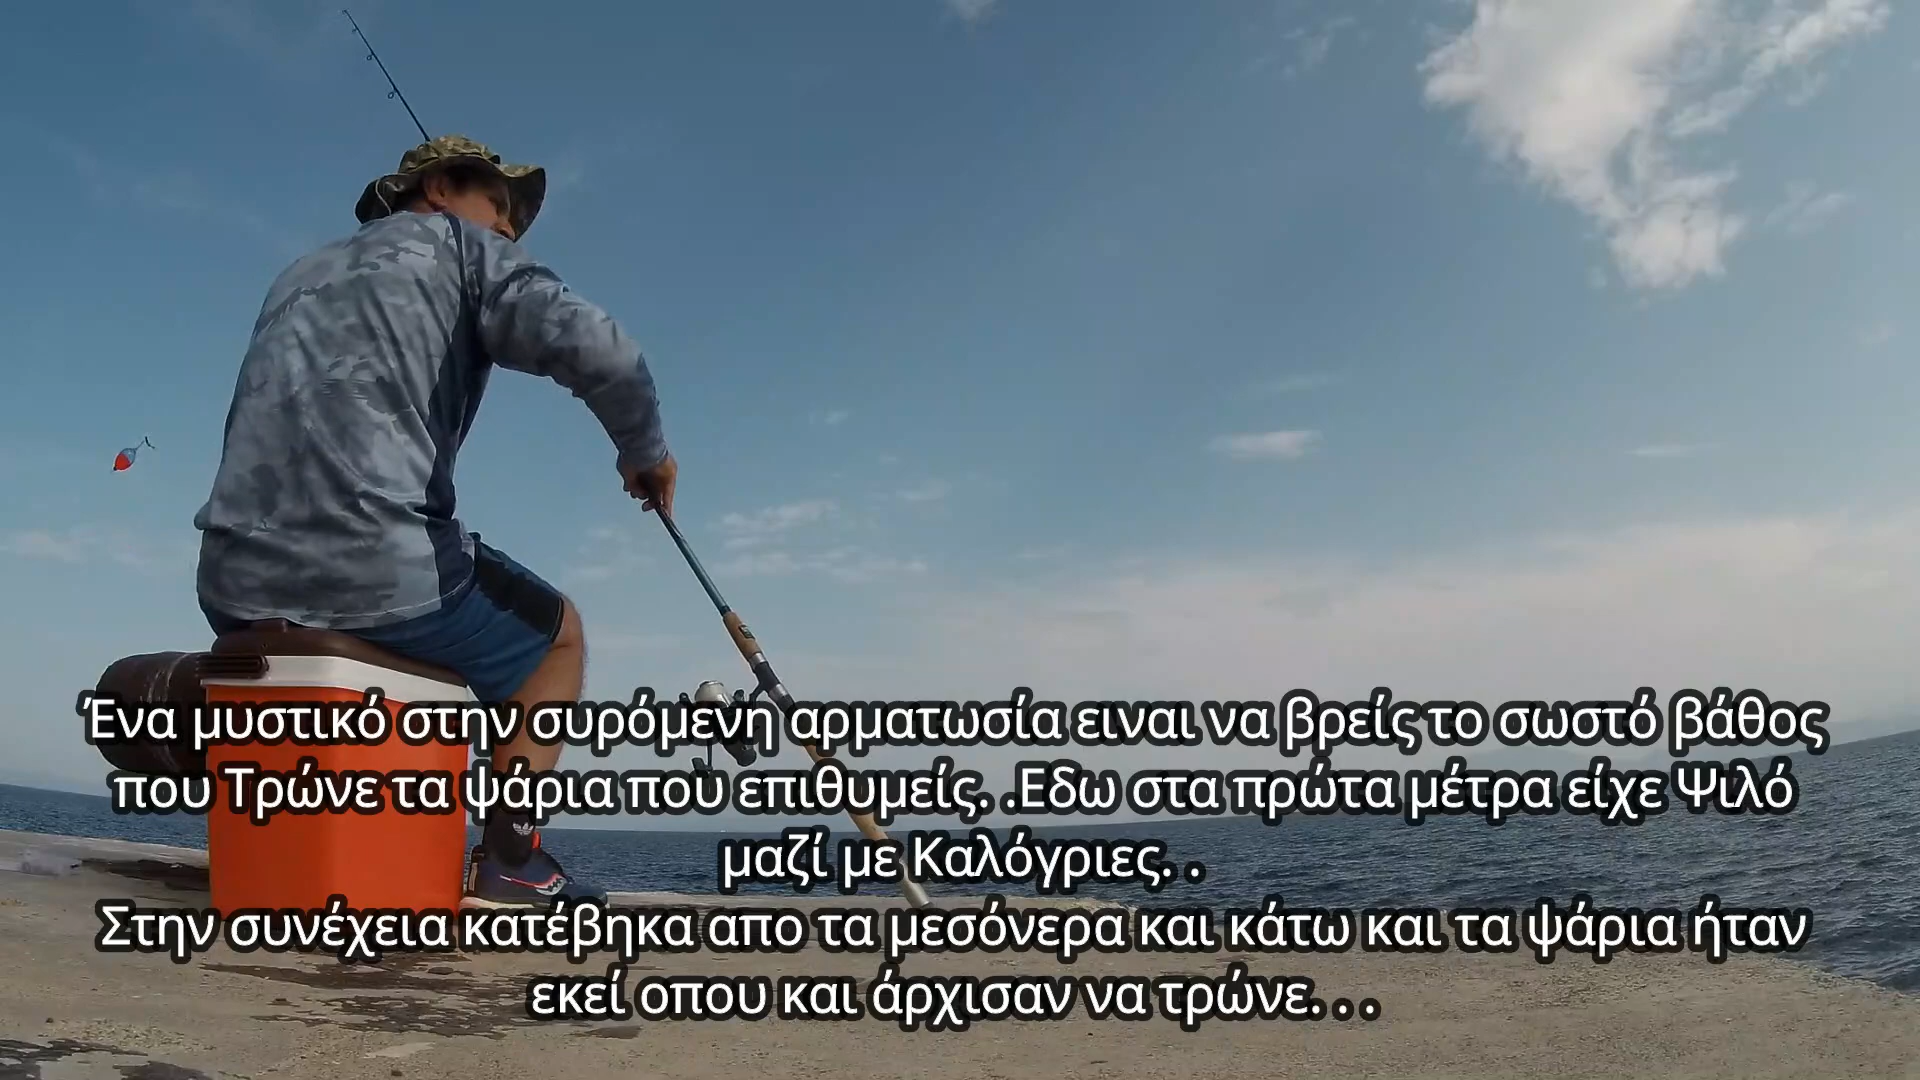 Ένα μυστικό στην συρόμενη αρματωσία ειναι να βρείς το σωστό βάθος
που Τρώνε τα ψάρια που επιθυμείς. .Εδω στα πρώτα μέτρα είχε Ψιλό
μαζί με Καλόγριες. .
Στην συνέχεια κατέβηκα απο τα μεσόνερα και κάτω και τα ψάρια ήταν
εκεί οπου και άρχισαν να τρώνε. . .